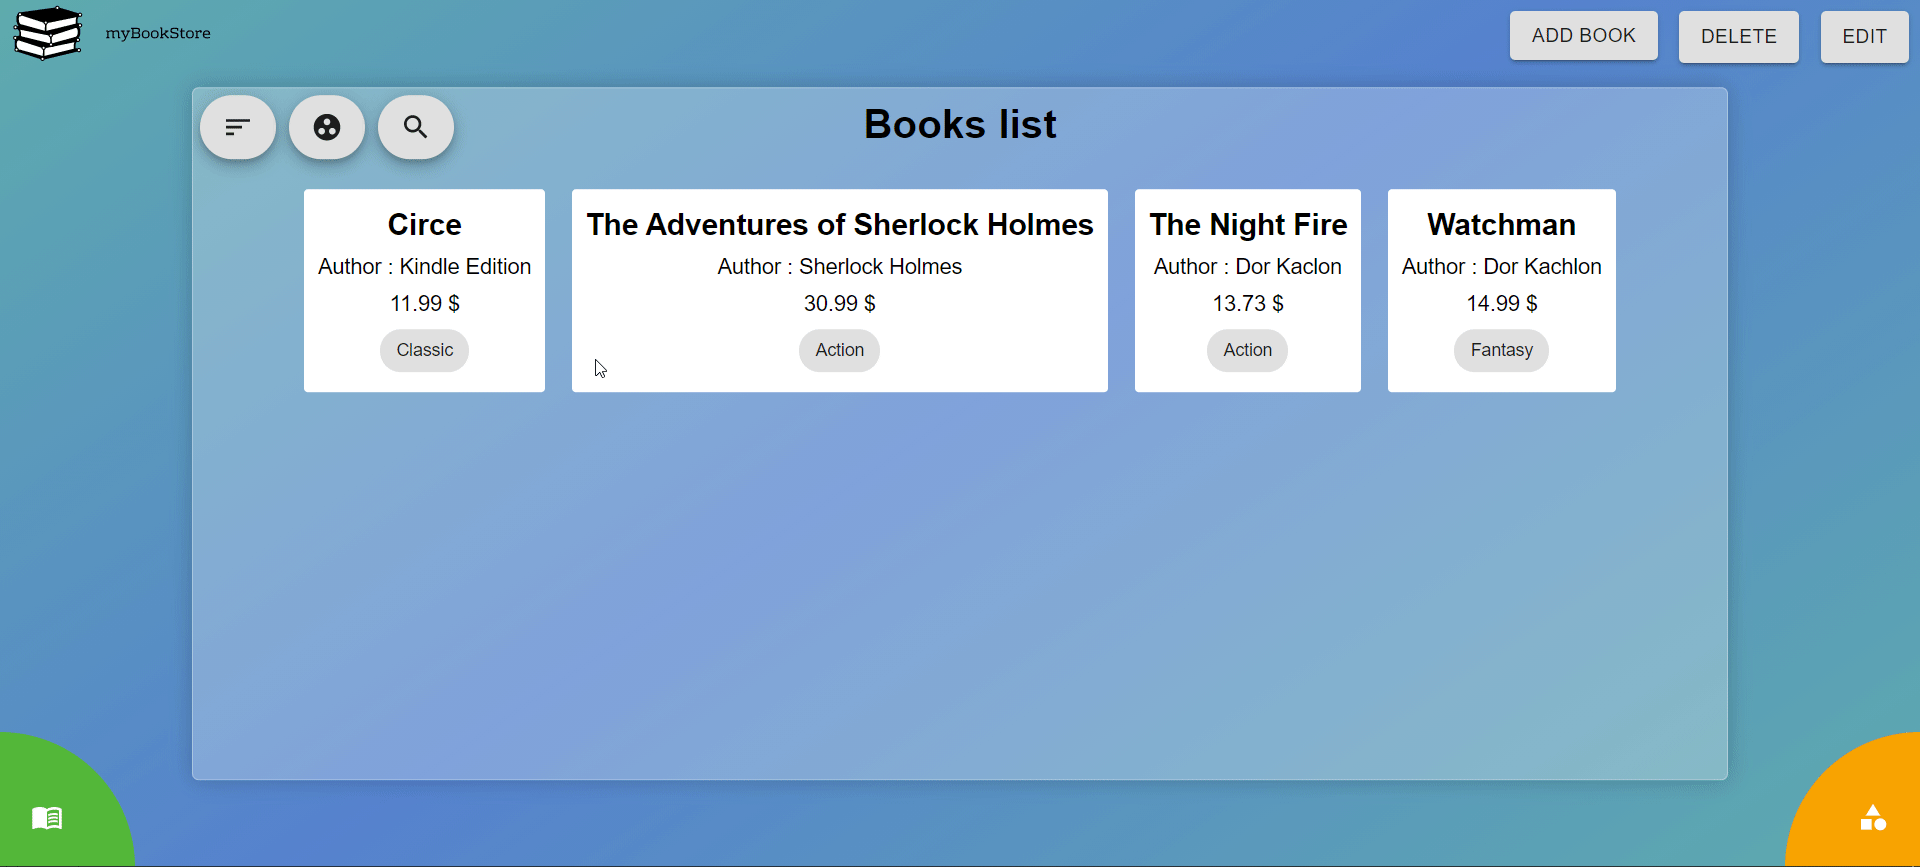 myBookStore
ADD BOOK
DELETE
EDIT
Books list
Circe
Author : Kindle Edition
11.99 $
Classic
The Adventures of Sherlock Holmes
Author : Sherlock Holmes
30.99 $
Action
The Night Fire
Author : Dor Kaclon
13.73 $
Action
Watchman
Author : Dor Kachlon
14.99 $
Fantasy